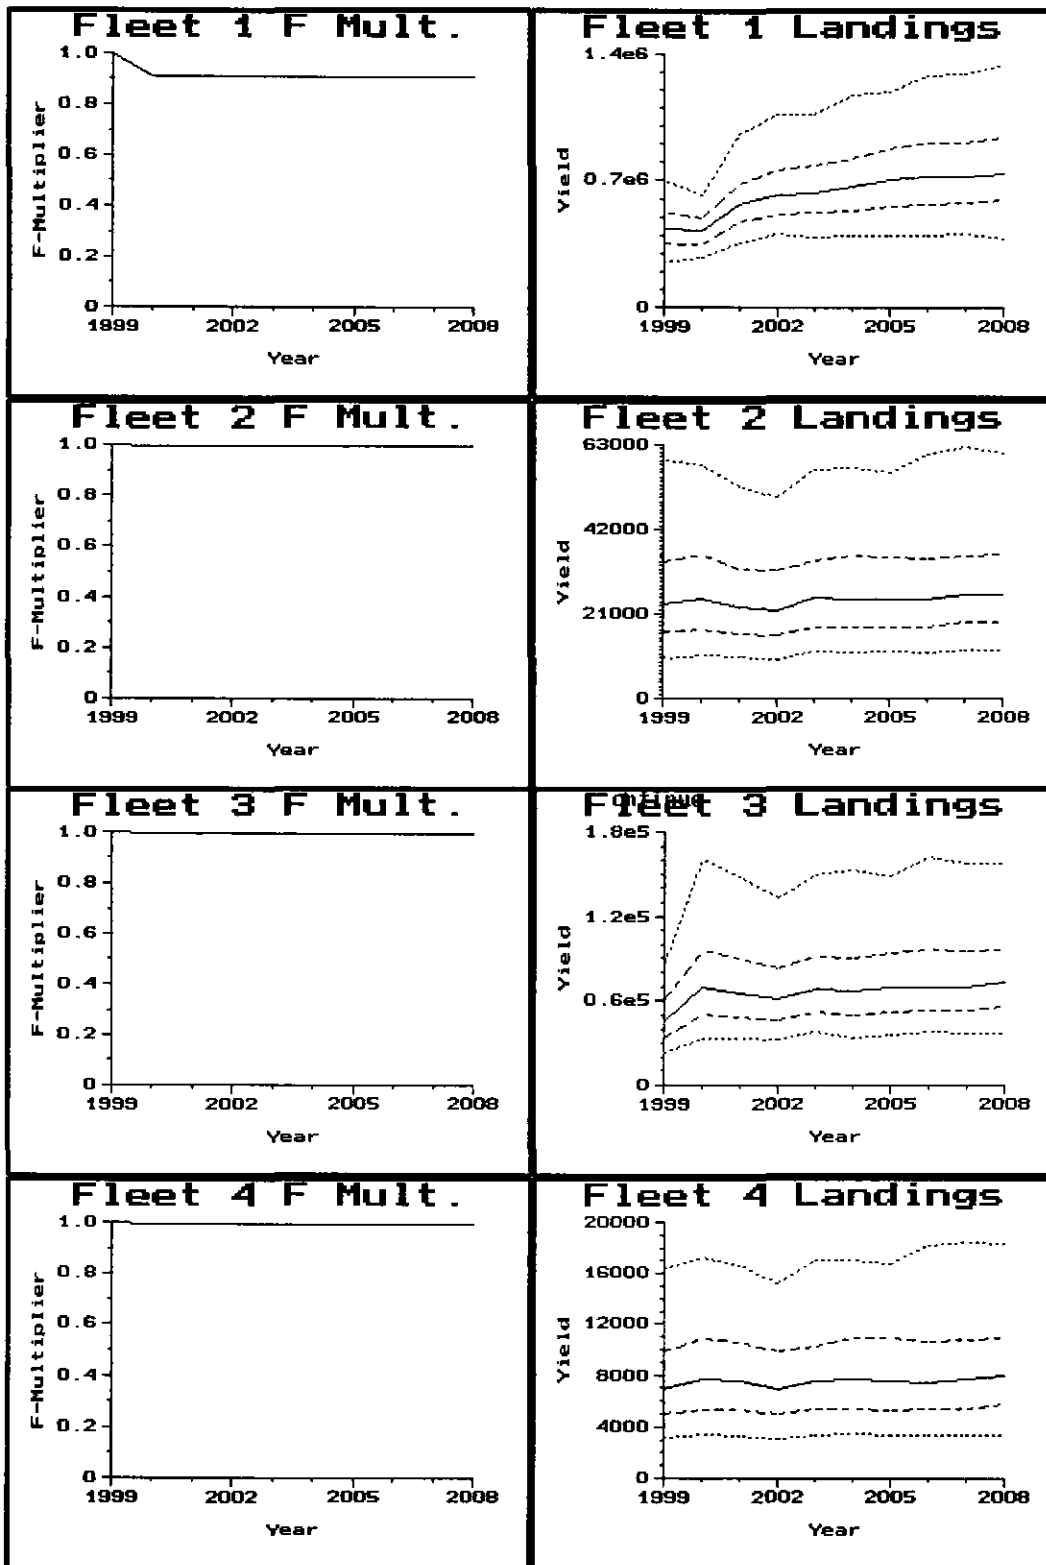 Fleet 1 F Mult.
1.0
0.8
0.6
0.4
0.2
0
F-Multiplier
1999 2002 2005 2008
Year
Fleet 1 Landings
1.4e6
0.7e6
0
Yield
1999 2002 2005 2008
Year
Fleet 2 F Mult.
1.0
0.8
0.6
0.4
0.2
0
F-Multiplier
1999 2002 2005 2008
Year
Fleet 2 Landings
63000
42000
21000
0
Yield
1999 2002 2005 2008
Year
Fleet 3 F Mult.
1.0
0.8
0.6
0.4
0.2
0
F-Multiplier
1999 2002 2005 2008
Year
Fleet 3 Landings
1.8e5
1.2e5
0.6e5
0
Yield
1999 2002 2005 2008
Year
Fleet 4 F Mult.
1.0
0.8
0.6
0.4
0.2
0
F-Multiplier
1999 2002 2005 2008
Year
Fleet 4 Landings
20000
16000
12000
8000
4000
0
Yield
1999 2002 2005 2008
Year